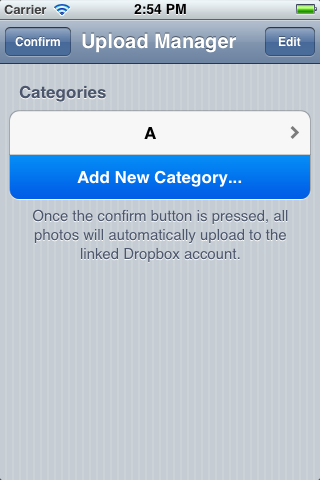 Carrier 2:54 PM
Confirm Upload Manager Edit
Categories
A
Add New Category...
Once the confirm button is pressed, all
photos will automatically upload to the
linked Dropbox account.